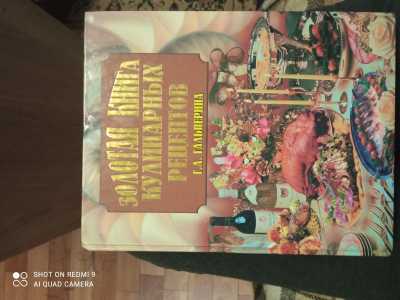 ЗОЛОТАЯ КНИГА
КУЛИНАРНЫХ
РЕЦЕПТОВ
Г.А. ГАЛЬПЕРИНА
SHOT ON REDMI 9
AI QUAD CAMERA